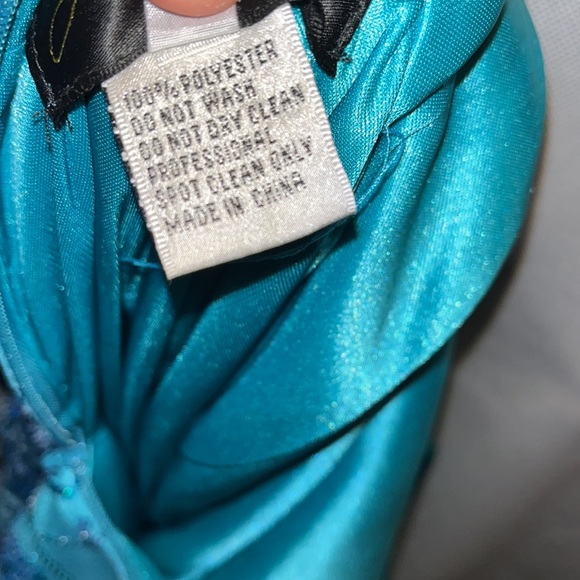 100% POLYESTER
DO NOT WASH
DO NOT DRY CLEAN
PROFESSIONAL
SPOT CLEAN ONLY
MADE IN CHINA